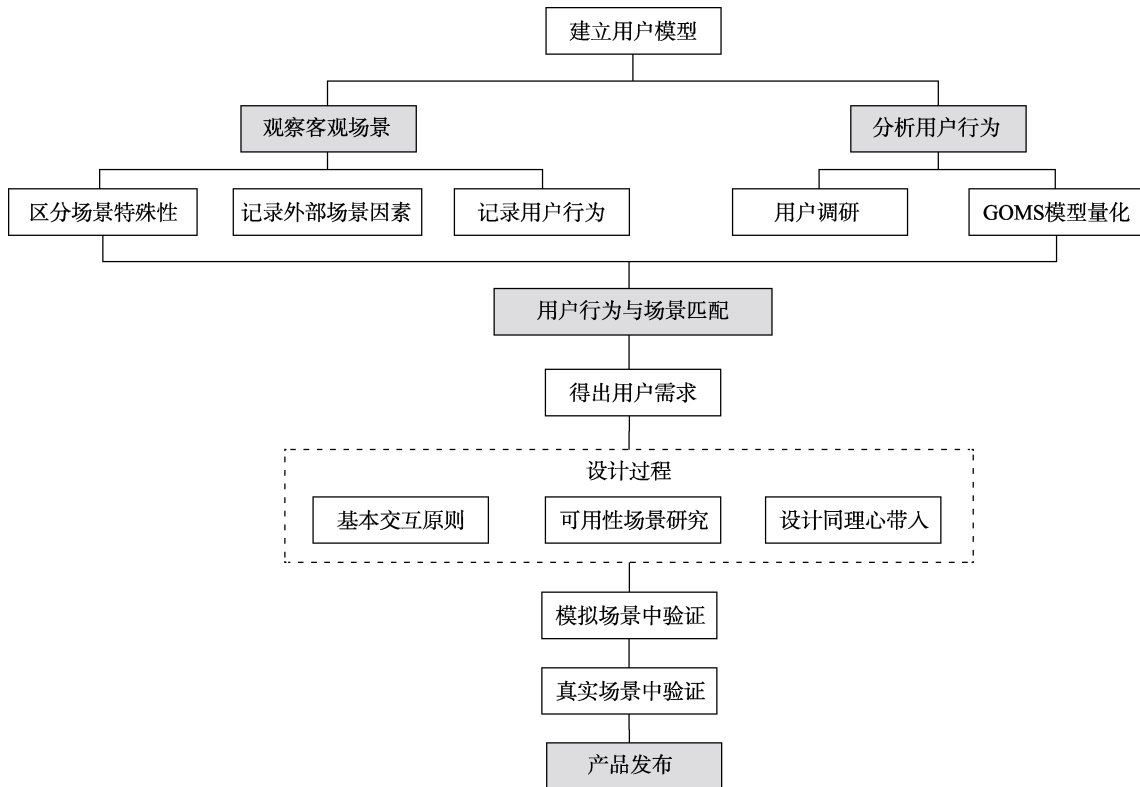 建立用户模型
观察客观场景
分析用户行为
区分场景特殊性
记录外部场景因素
记录用户行为
用户调研
GOMS模型量化
用户行为与场景匹配
得出用户需求
设计过程
基本交互原则
可用性场景研究
设计同理心带入
模拟场景中验证
真实场景中验证
产品发布